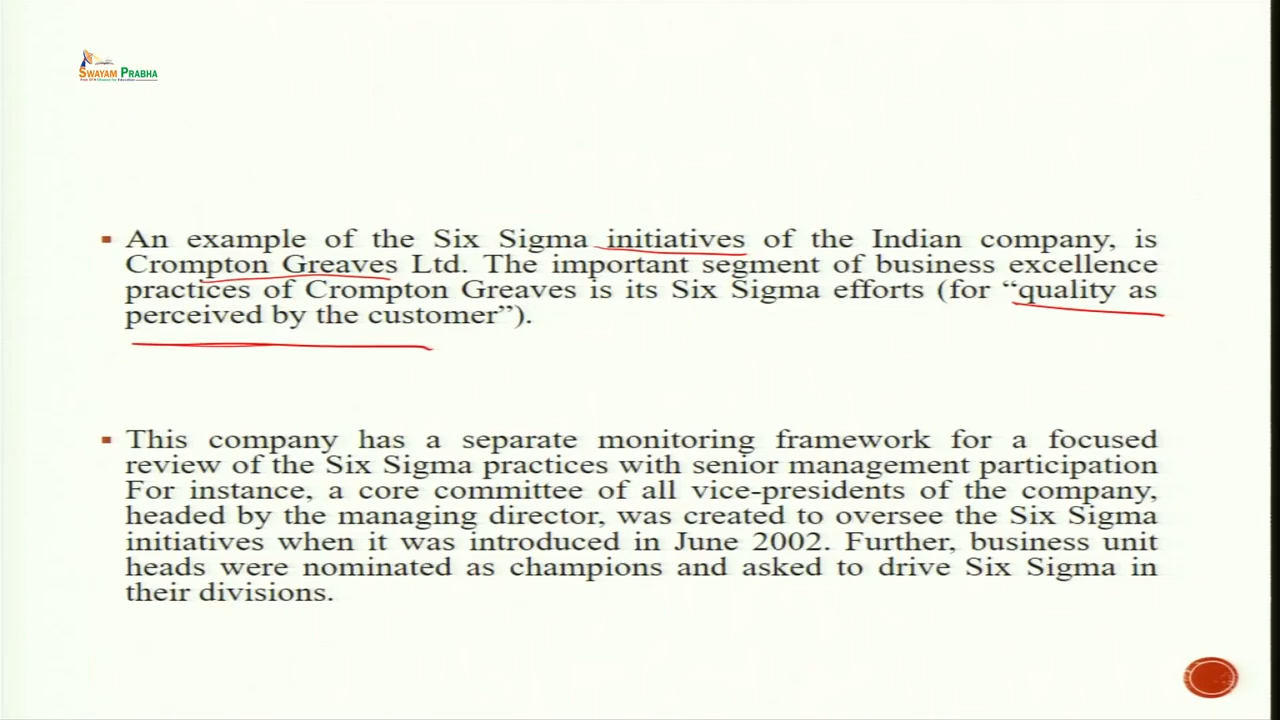 SWAYAM PRABHA
An example of the Six Sigma initiatives of the Indian company, is
Crompton Greaves Ltd. The important segment of business excellence
practices of Crompton Greaves is its Six Sigma efforts (for “quality as
perceived by the customer”).
This company has a separate monitoring framework for a focused
review of the Six Sigma practices with senior management participation
For instance, a core committee of all vice-presidents of the company,
headed by the managing director, was created to oversee the Six Sigma
initiatives when it was introduced in June 2002. Further, business unit
heads were nominated as champions and asked to drive Six Sigma in
their divisions.